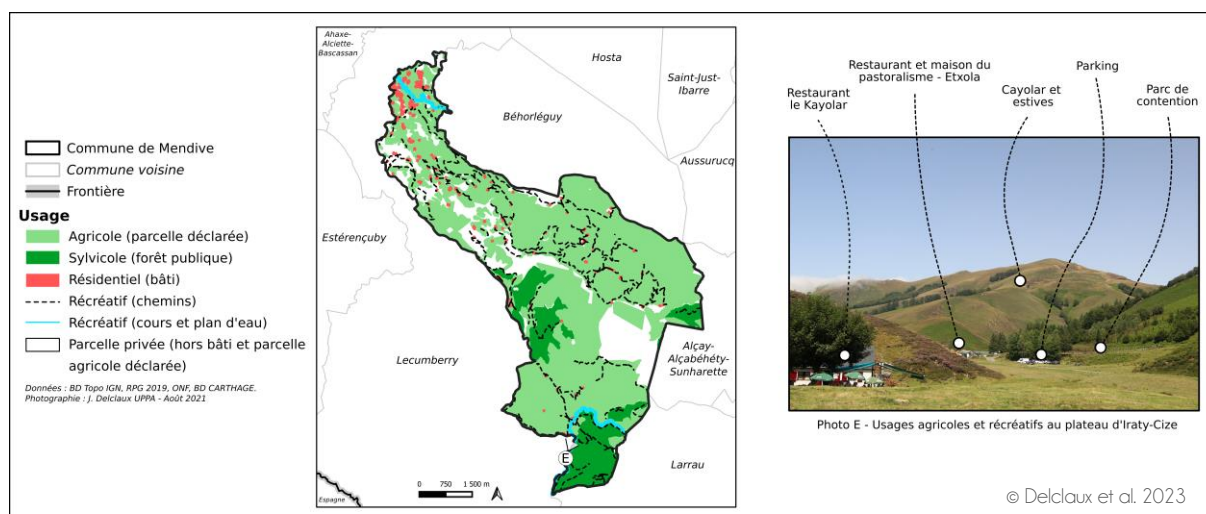 Commune de Mendive
Commune voisine
Frontière
Usage
Agricole (parcelle déclarée)
Sylvicole (forêt publique)
Résidentiel (bâti)
Récréatif (chemins)
Récréatif (cours et plan d'eau)
Parcelle privée (hors bâti et parcelle
agricole déclarée)
Données : BD Topo IGN, RPG 2019, ONF, BD CARTHAGE.
Photographie : J. Delclaux UPPA - Août 2021
Ahaxe-
Alciette-
Bascassan
Hosta
Saint-Just-
Ibarre
Béhorléguy
Aussurucq
Estérençuby
Lecumberry
Alçay-
Alçabéhéty-
Sunharette
Larrau
E
Espagne
0 750 1 500 m
Restaurant
le Kayolar
Restaurant et maison du
pastoralisme - Etxola
Cayolar et
estives
Parking
Parc de
contention
Photo E - Usages agricoles et récréatifs au plateau d'Iraty-Cize
© Delclaux et al. 2023